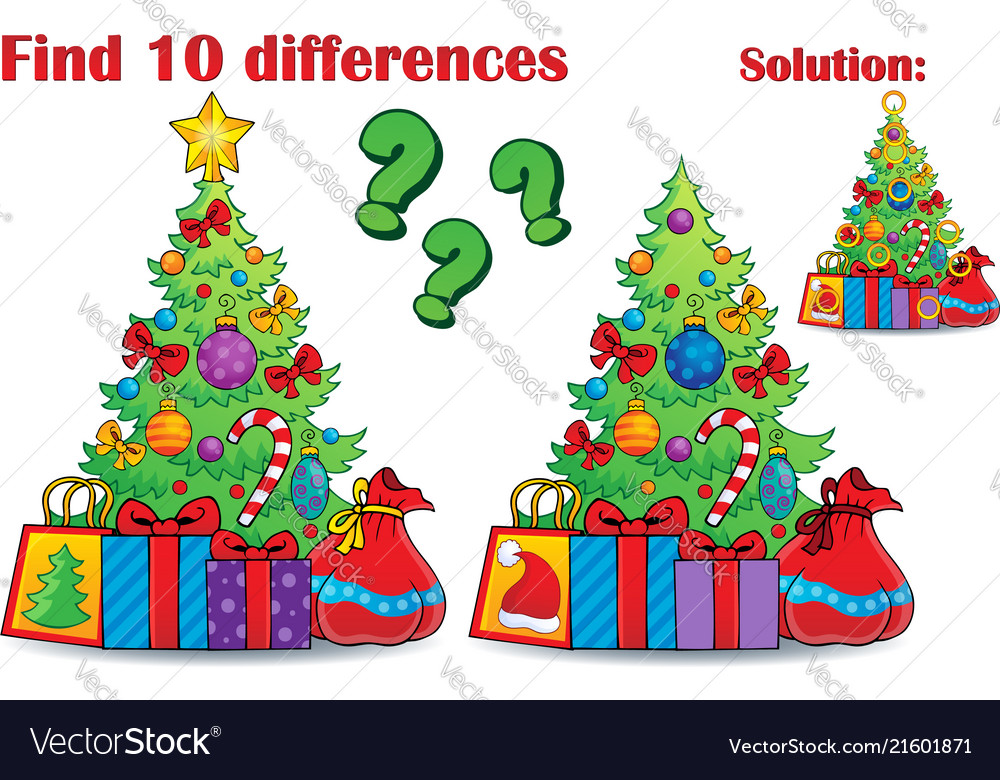 Find 10 differences
Solution:
VectorStock®
VectorStock.com/21601871